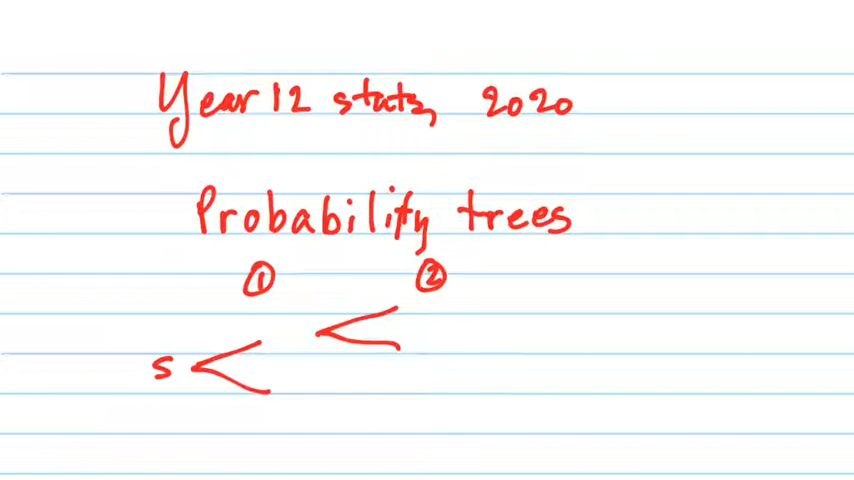 Year 12 stats, 2020
Probability trees
① ②
s